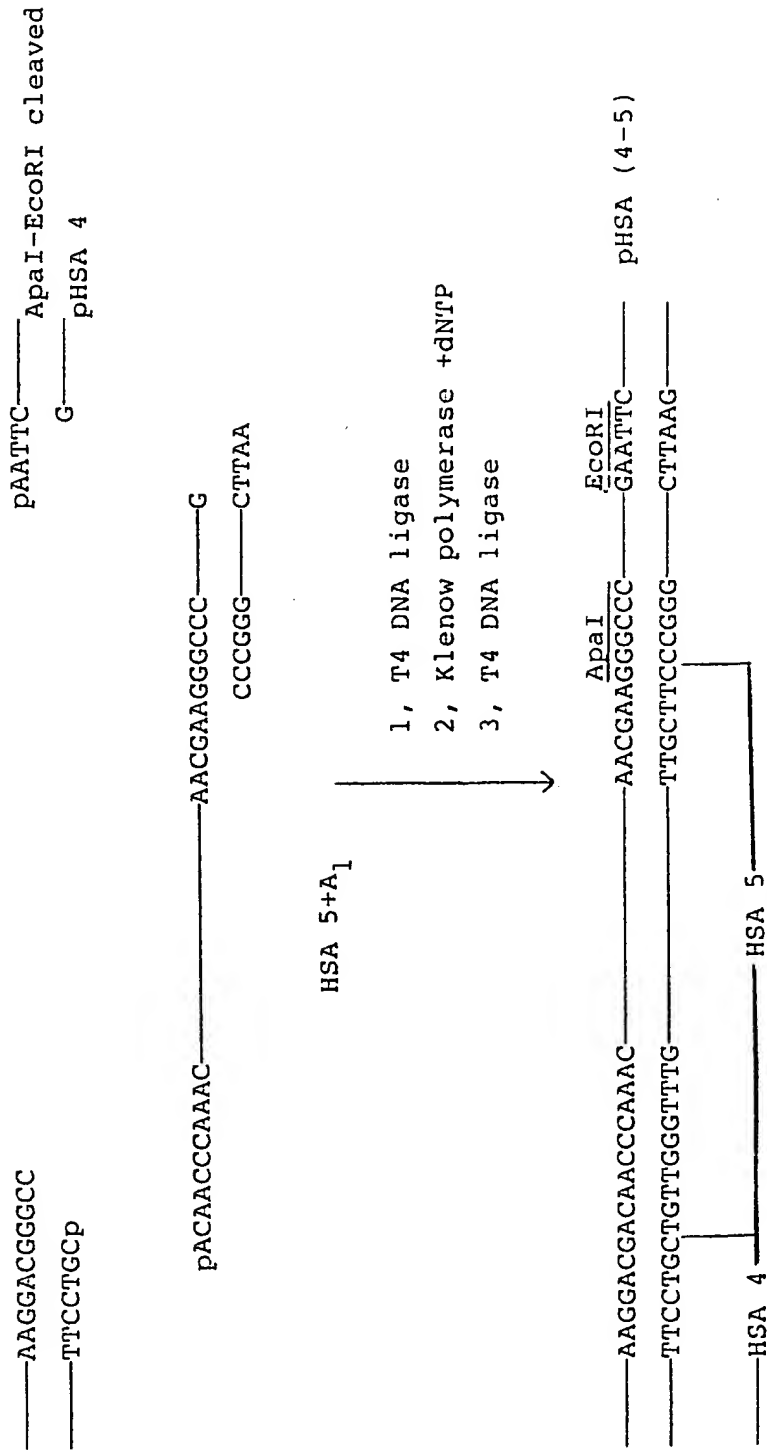 AAGGACGGGCC
TTCCTGCp
pAATTC
ApaI-EcoRI cleaved
G
pHSA 4
pACAACCCAAAC
AACGAAGGGCCC
G
CCCGGG
CTTAA
HSA 5+A1
1, T4 DNA ligase
2, Klenow polymerase +dNTP
3, T4 DNA ligase
ApaI
EcoRI
AAGGACGACAACCCAAAC
AACGAAGGGCCC
GAATTC
TTCCTGCTGTTGGGTTTG
TTGCTTCCCGGG
CTTAAG
pHSA (4-5)
HSA 4
HSA 5